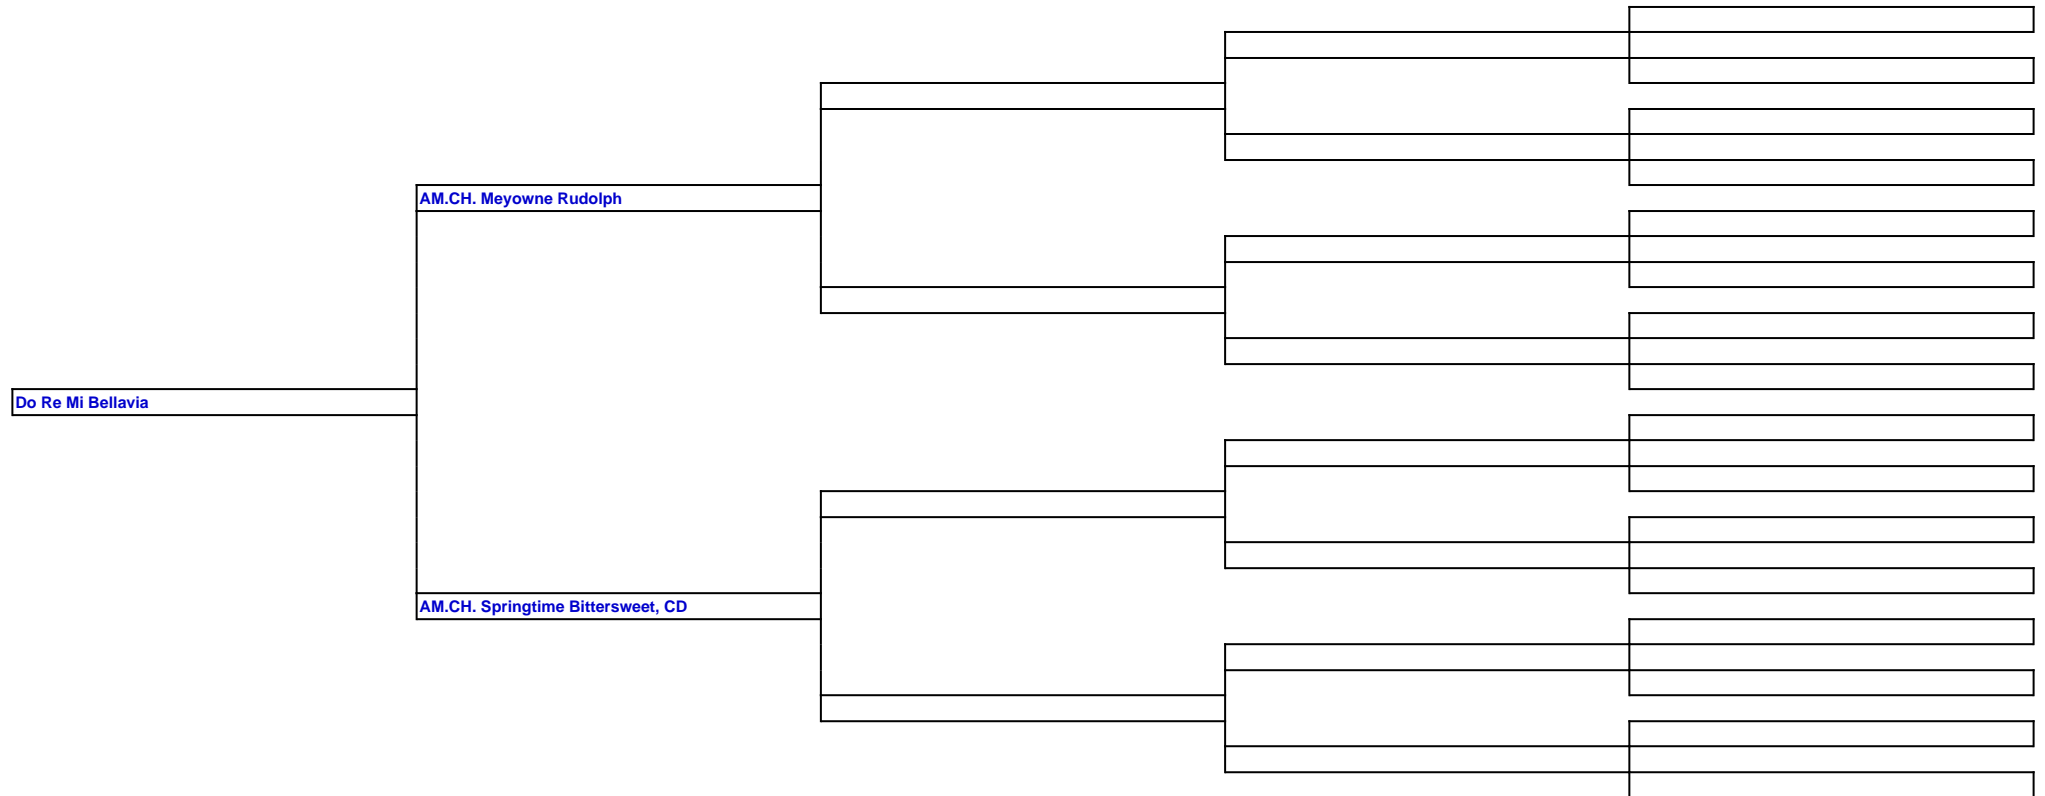 AM.CH. Meyowne Rudolph
Do Re Mi Bellavia
AM.CH. Springtime Bittersweet, CD